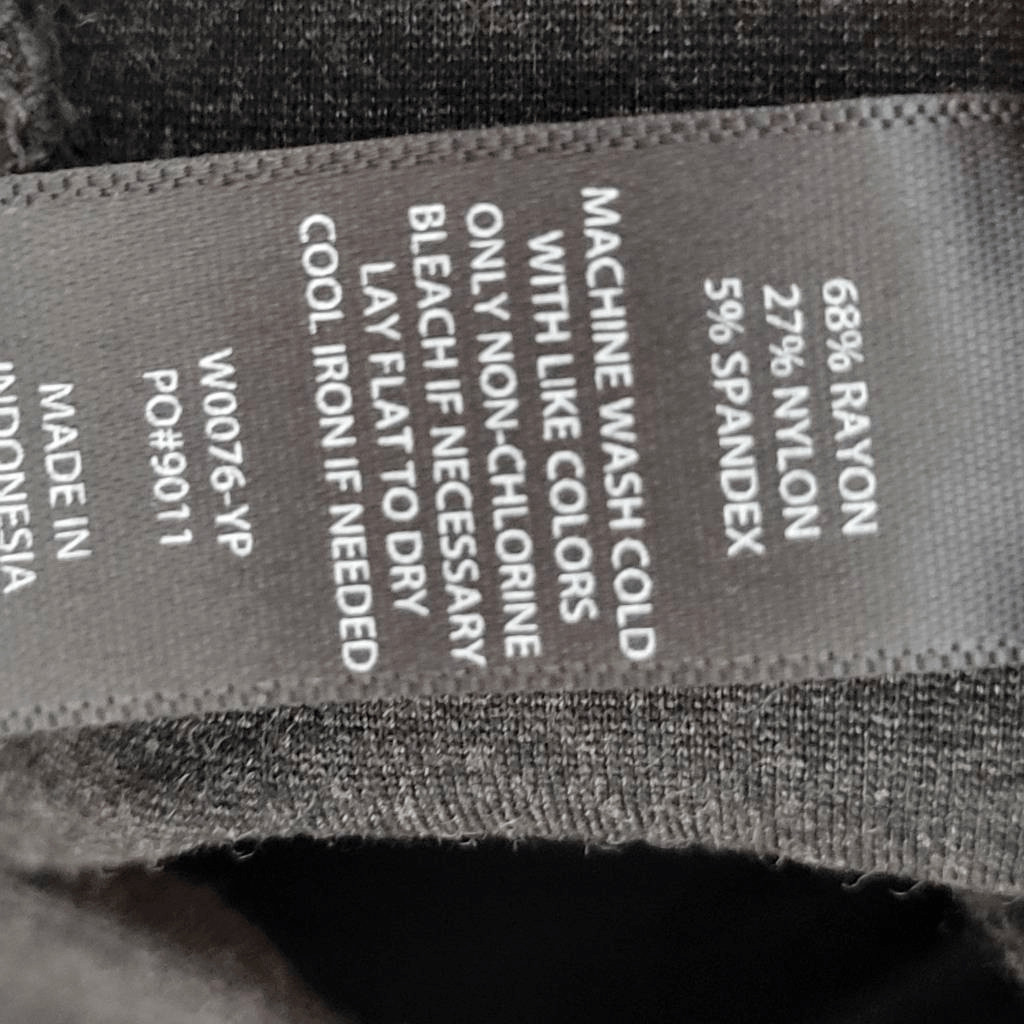 68% RAYON
27% NYLON
5% SPANDEX
MACHINE WASH COLD
WITH LIKE COLORS
ONLY NON-CHLORINE
BLEACH IF NECESSARY
LAY FLAT TO DRY
COOL IRON IF NEEDED
W0076-YP
PO#9011
MADE IN
INDONESIA